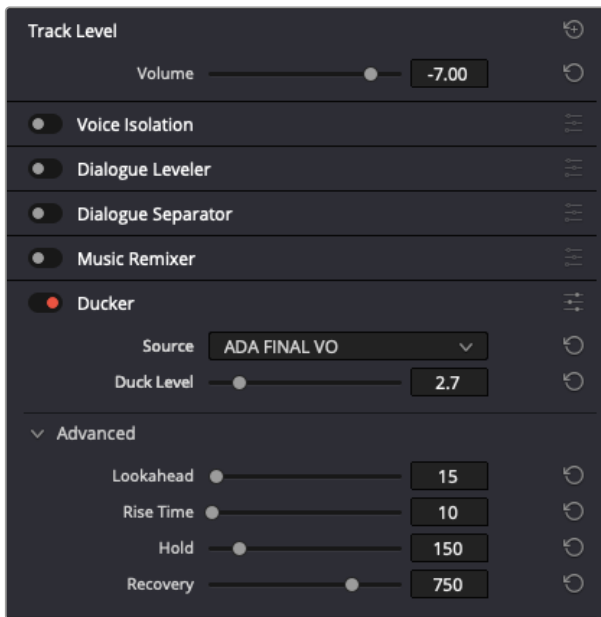 Track Level
Volume -7.00
Voice Isolation
Dialogue Leveler
Dialogue Separator
Music Remixer
Ducker
Source ADA FINAL VO
Duck Level 2.7
Advanced
Lookahead 15
Rise Time 10
Hold 150
Recovery 750